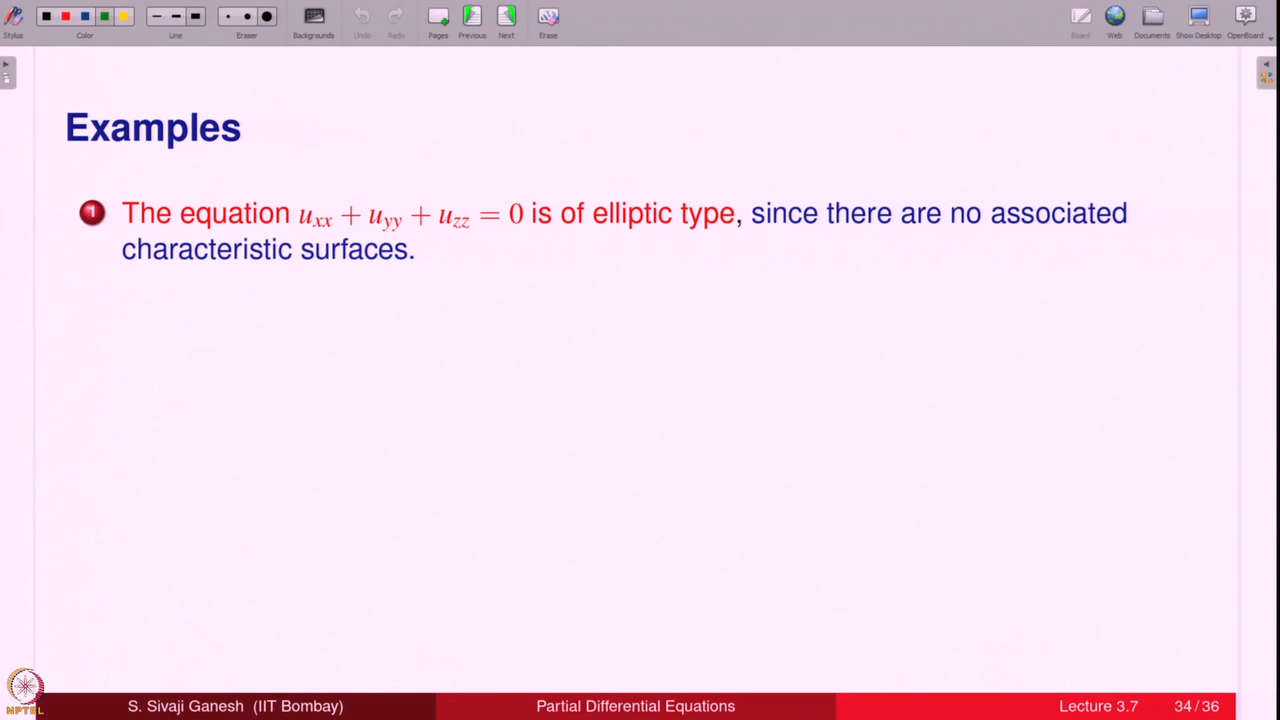 Stylus Color Line Eraser Backgrounds Undo Redo Pages Previous Next Erase Board Web Documents Show Desktop OpenBoard
Examples
1 The equation u_xx + u_yy + u_zz = 0 is of elliptic type, since there are no associated
characteristic surfaces.
NPTEL
S. Sivaji Ganesh (IIT Bombay) Partial Differential Equations Lecture 3.7 34/36